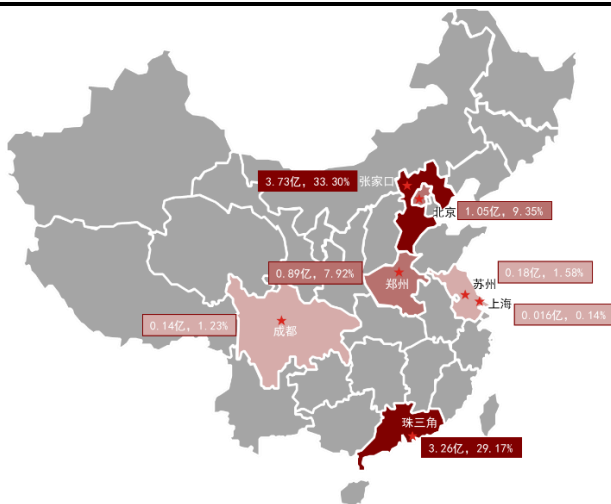 3.73亿, 33.30%
张家口
北京
1.05亿, 9.35%
0.89亿, 7.92%
郑州
0.18亿, 1.58%
苏州
上海
0.016亿, 0.14%
0.14亿, 1.23%
成都
珠三角
3.26亿, 29.17%